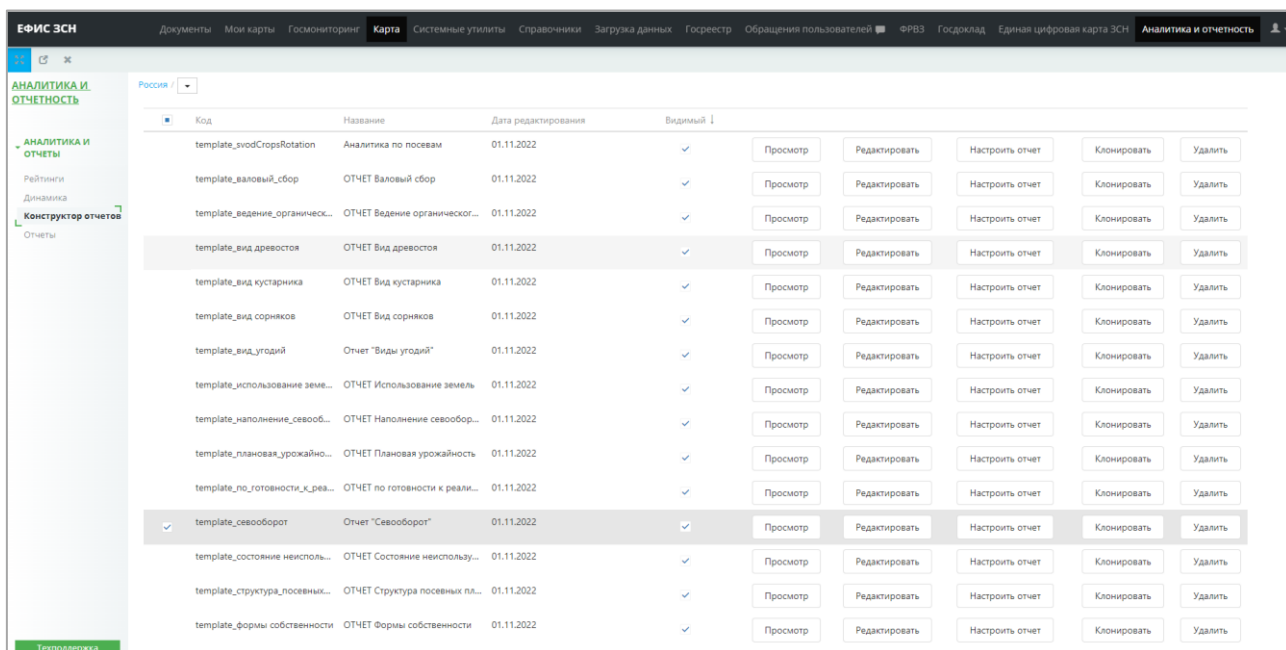 ЕФИС ЗСН Документы Мои карты Госмониторинг Карта Системные утилиты Справочники Загрузка данных Госреестр Обращения пользователей ФРВЗ Госдоклад Единая цифровая карта ЗСН Аналитика и отчетность
АНАЛИТИКА И ОТЧЕТНОСТЬ
Россия /
АНАЛИТИКА И ОТЧЕТЫ
Рейтинги
Динамика
Конструктор отчетов
Отчеты
Код Название Дата редактирования Видимый ↓
template_svodCropsRotation Аналитика по посевам 01.11.2022 Просмотр Редактировать Настроить отчет Клонировать Удалить
template_валовый_сбор ОТЧЕТ Валовый сбор 01.11.2022 Просмотр Редактировать Настроить отчет Клонировать Удалить
template_ведение_органическ... ОТЧЕТ Ведение органическог... 01.11.2022 Просмотр Редактировать Настроить отчет Клонировать Удалить
template_вид древостоя ОТЧЕТ Вид древостоя 01.11.2022 Просмотр Редактировать Настроить отчет Клонировать Удалить
template_вид кустарника ОТЧЕТ Вид кустарника 01.11.2022 Просмотр Редактировать Настроить отчет Клонировать Удалить
template_вид сорняков ОТЧЕТ Вид сорняков 01.11.2022 Просмотр Редактировать Настроить отчет Клонировать Удалить
template_вид_угодий Отчет "Виды угодий" 01.11.2022 Просмотр Редактировать Настроить отчет Клонировать Удалить
template_использование земе... ОТЧЕТ Использование земель 01.11.2022 Просмотр Редактировать Настроить отчет Клонировать Удалить
template_наполнение_севооб... ОТЧЕТ Наполнение севообор... 01.11.2022 Просмотр Редактировать Настроить отчет Клонировать Удалить
template_плановая_урожайно... ОТЧЕТ Плановая урожайность 01.11.2022 Просмотр Редактировать Настроить отчет Клонировать Удалить
template_по_готовности_к_реа... ОТЧЕТ по готовности к реали... 01.11.2022 Просмотр Редактировать Настроить отчет Клонировать Удалить
template_севооборот Отчет "Севооборот" 01.11.2022 Просмотр Редактировать Настроить отчет Клонировать Удалить
template_состояние неисполь... ОТЧЕТ Состояние неиспользу... 01.11.2022 Просмотр Редактировать Настроить отчет Клонировать Удалить
template_структура_посевных... ОТЧЕТ Структура посевных пл... 01.11.2022 Просмотр Редактировать Настроить отчет Клонировать Удалить
template_формы собственности ОТЧЕТ Формы собственности 01.11.2022 Просмотр Редактировать Настроить отчет Клонировать Удалить
Техподдержка